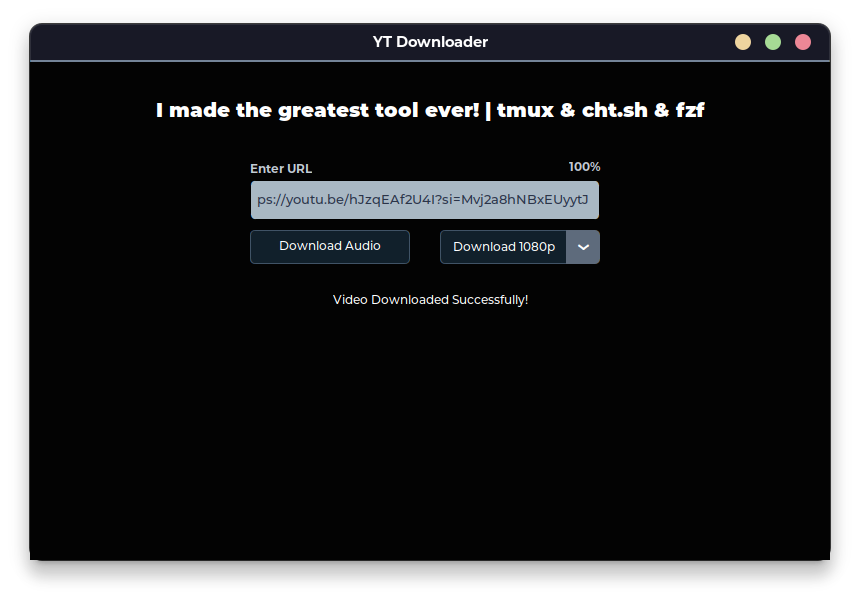 YT Downloader
I made the greatest tool ever! | tmux & cht.sh & fzf
Enter URL 100%
ps://youtu.be/hJzqEAf2U4I?si=Mvj2a8hNBxEUyytJ
Download Audio Download 1080p
Video Downloaded Successfully!